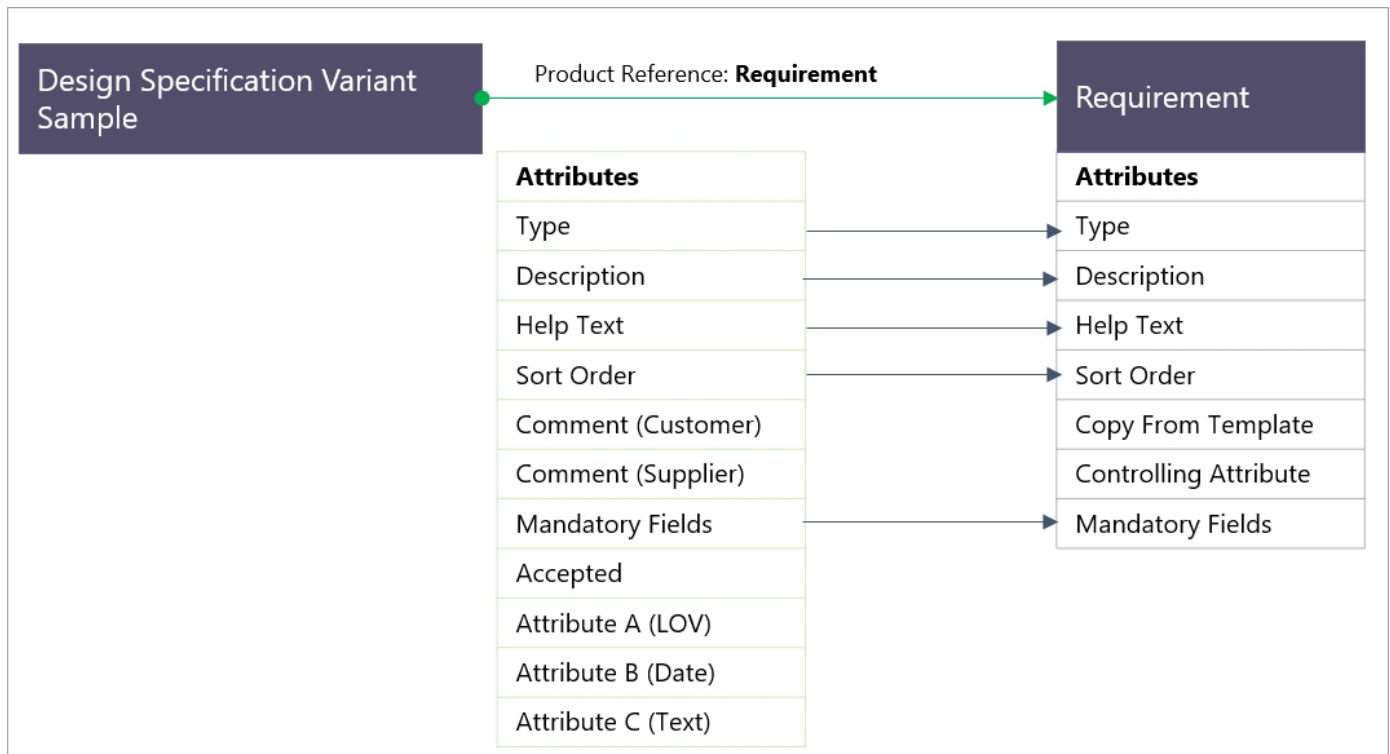 Design Specification Variant
Sample
Product Reference: Requirement
Requirement
Attributes
Type
Description
Help Text
Sort Order
Comment (Customer)
Comment (Supplier)
Mandatory Fields
Accepted
Attribute A (LOV)
Attribute B (Date)
Attribute C (Text)
Attributes
Type
Description
Help Text
Sort Order
Copy From Template
Controlling Attribute
Mandatory Fields